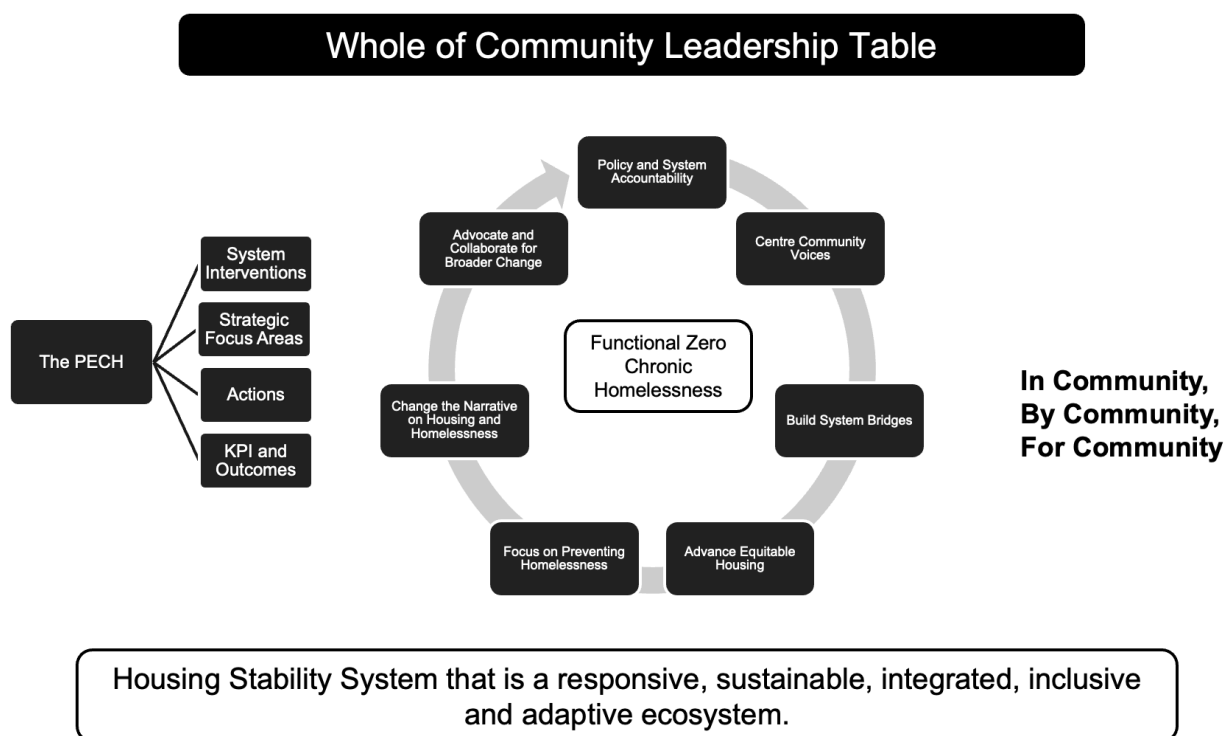 Whole of Community Leadership Table
The PECH
System
Interventions
Strategic
Focus Areas
Actions
KPI and
Outcomes
Policy and System
Accountability
Centre Community
Voices
Build System Bridges
Advance Equitable
Housing
Focus on Preventing
Homelessness
Change the Narrative
on Housing and
Homelessness
Advocate and
Collaborate for
Broader Change
Functional Zero
Chronic
Homelessness
In Community,
By Community,
For Community
Housing Stability System that is a responsive, sustainable, integrated, inclusive
and adaptive ecosystem.